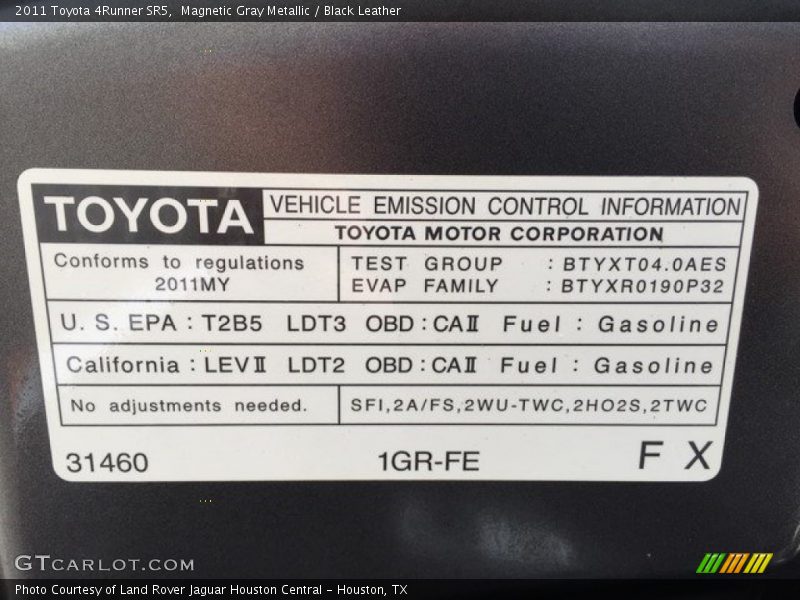 2011 Toyota 4Runner SR5,  Magnetic Gray Metallic / Black Leather
TOYOTA
VEHICLE EMISSION CONTROL INFORMATION
TOYOTA MOTOR CORPORATION
Conforms to regulations
2011MY
TEST GROUP : BTYXT04.0AES
EVAP FAMILY : BTYXR0190P32
U. S. EPA : T2B5 LDT3 OBD : CAⅡ Fuel : Gasoline
California : LEVⅡ LDT2 OBD : CAⅡ Fuel : Gasoline
No adjustments needed.
SFI,2A/FS,2WU-TWC,2HO2S,2TWC
31460 1GR-FE F X
GTCARLOT.COM
Photo Courtesy of Land Rover Jaguar Houston Central - Houston, TX